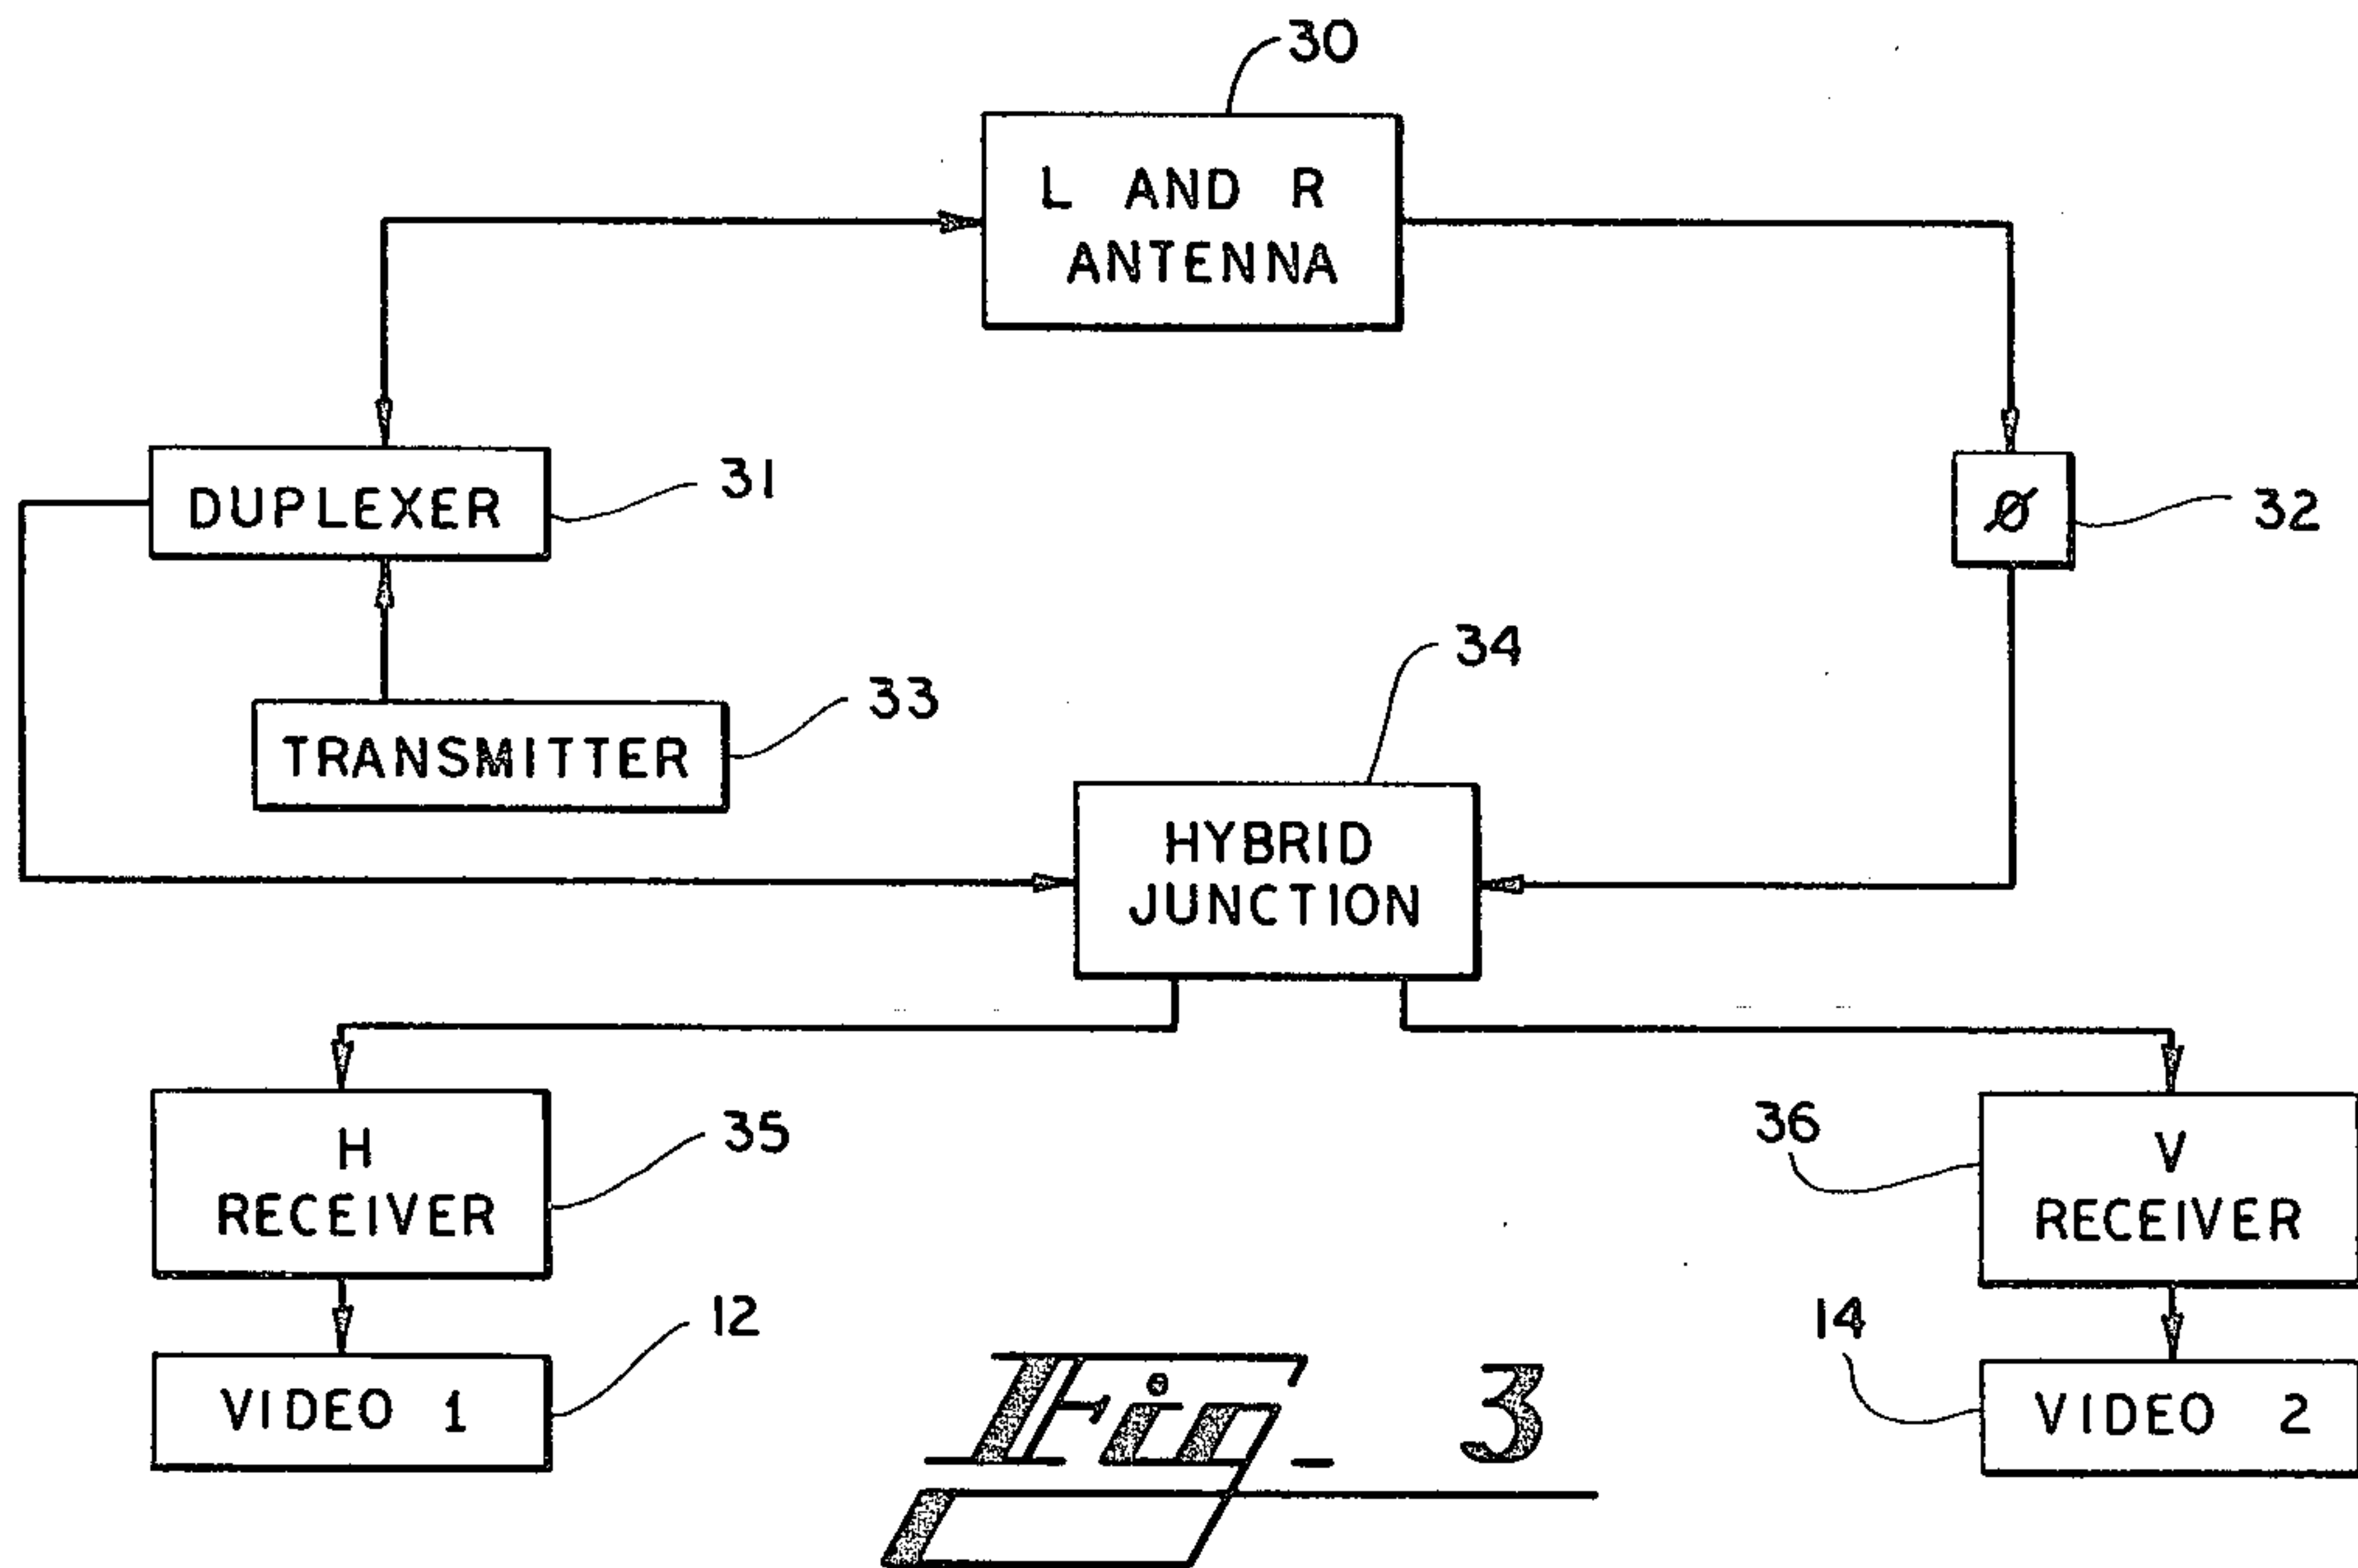 30
L AND R
ANTENNA
DUPLEXER
31
Ø
32
TRANSMITTER
33
34
HYBRID
JUNCTION
H
RECEIVER
35
36
V
RECEIVER
VIDEO 1
12
14
VIDEO 2
Fig_ 3